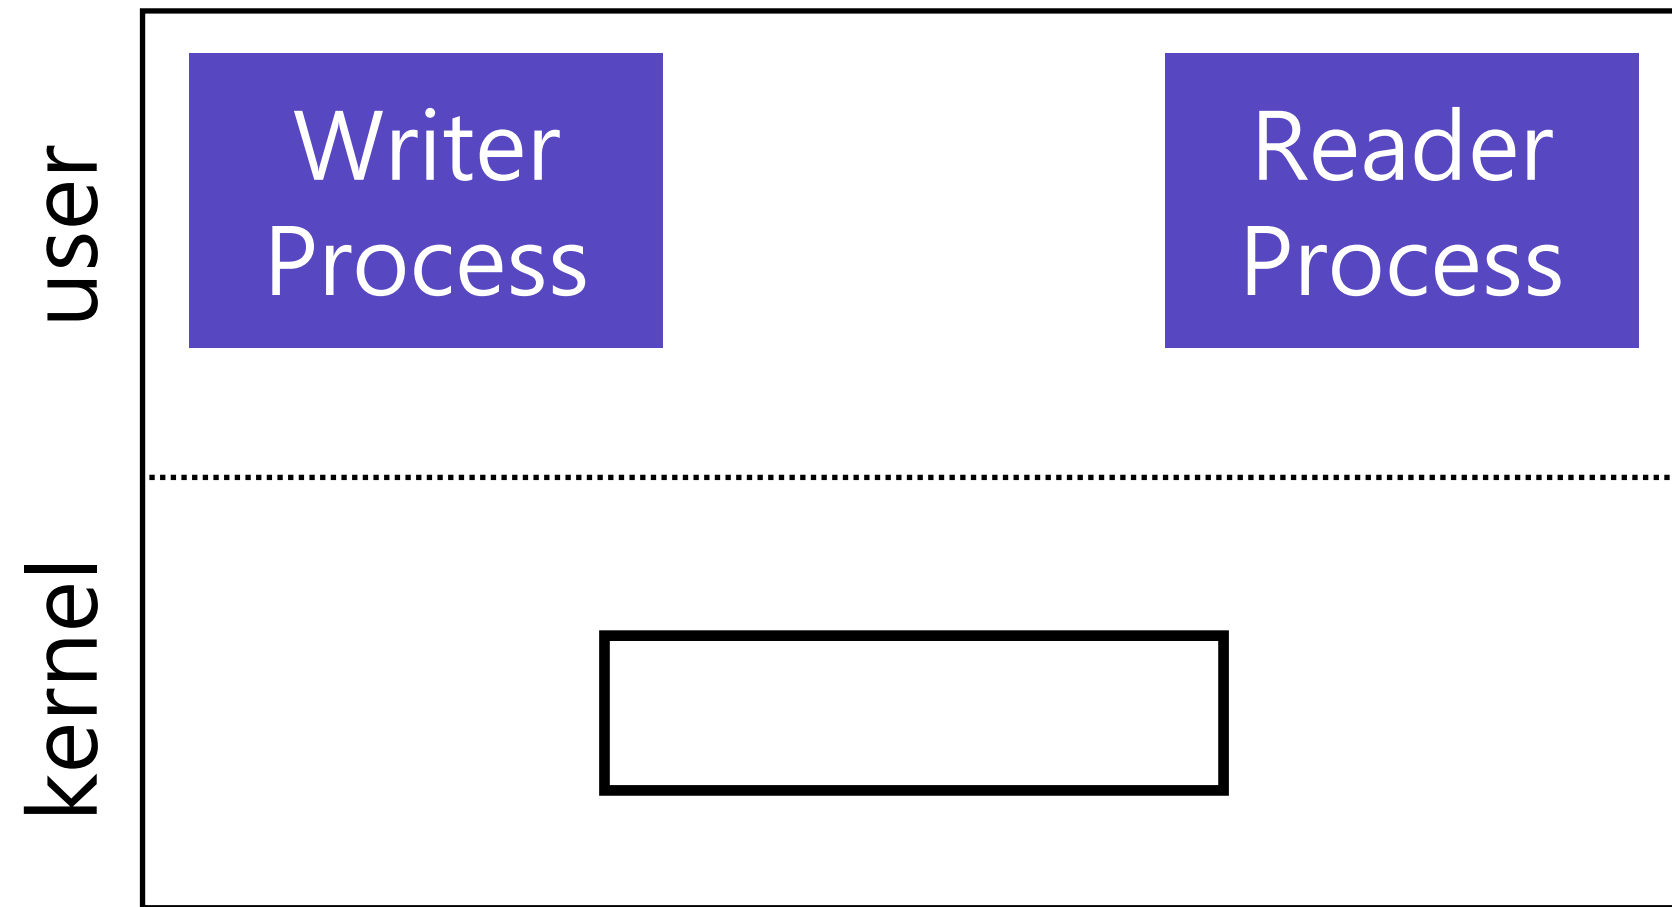 user
Writer
Process
Reader
Process
kernel